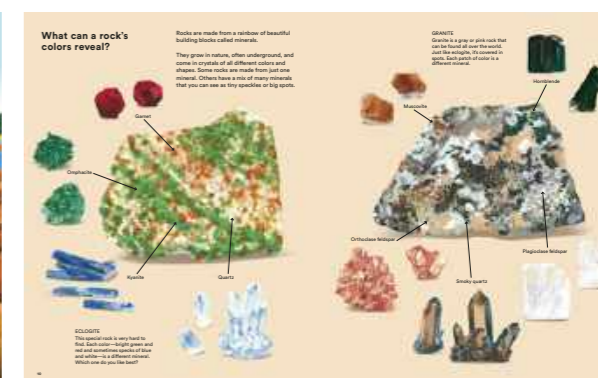 What can a rock's
colors reveal?
Rocks are made from a rainbow of beautiful
building blocks called minerals.
They grow in nature, often underground, and
come in crystals of all different colors and
shapes. Some rocks are made from just one
mineral. Others have a mix of many minerals
that you can see as tiny speckles or big spots.
Garnet
Omphacite
Kyanite
Quartz
ECLOGITE
This special rock is very hard to
find. Each color—bright green and
red and sometimes specks of blue
and white—is a different mineral.
Which one do you like best?
GRANITE
Granite is a gray or pink rock that
can be found all over the world.
Just like eclogite, it's covered in
spots. Each patch of color is a
different mineral.
Hornblende
Muscovite
Orthoclase feldspar
Plagioclase feldspar
Smoky quartz